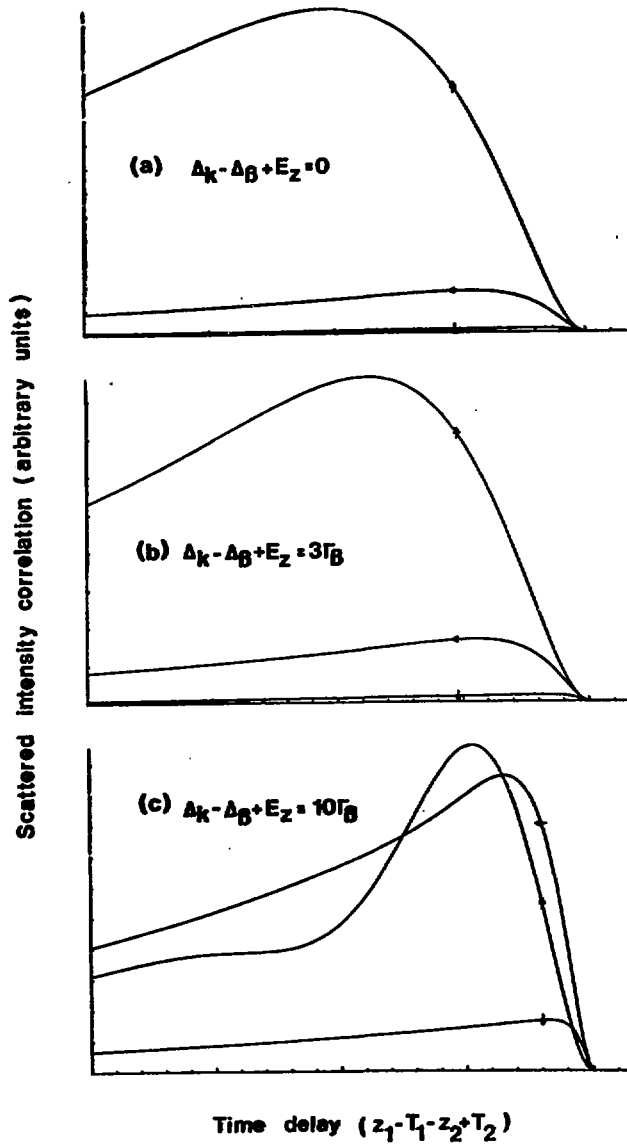 (a) Δk-Δβ+Ez=0
(b) Δk-Δβ+Ez=3Γβ
(c) Δk-Δβ+Ez=10Γβ
Scattered intensity correlation (arbitrary units)
Time delay (z1-T1-z2+T2)